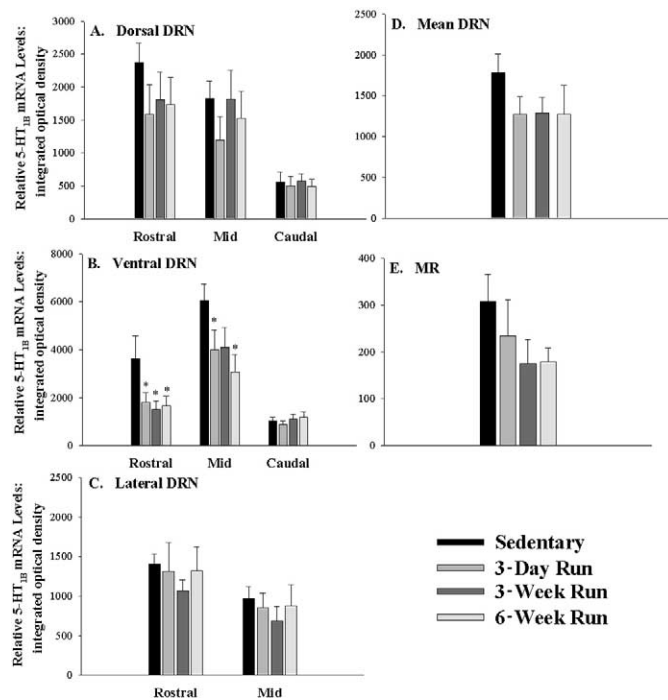 A. Dorsal DRN
Relative 5-HT1B mRNA Levels:
integrated optical density
3000
2500
2000
1500
1000
500
0
Rostral Mid Caudal
B. Ventral DRN
Relative 5-HT1B mRNA Levels:
integrated optical density
8000
6000
4000
2000
0
* * * * *
Rostral Mid Caudal
C. Lateral DRN
Relative 5-HT1B mRNA Levels:
integrated optical density
2500
2000
1500
1000
500
0
Rostral Mid
D. Mean DRN
2500
2000
1500
1000
500
0
E. MR
400
300
200
100
0
Sedentary
3-Day Run
3-Week Run
6-Week Run